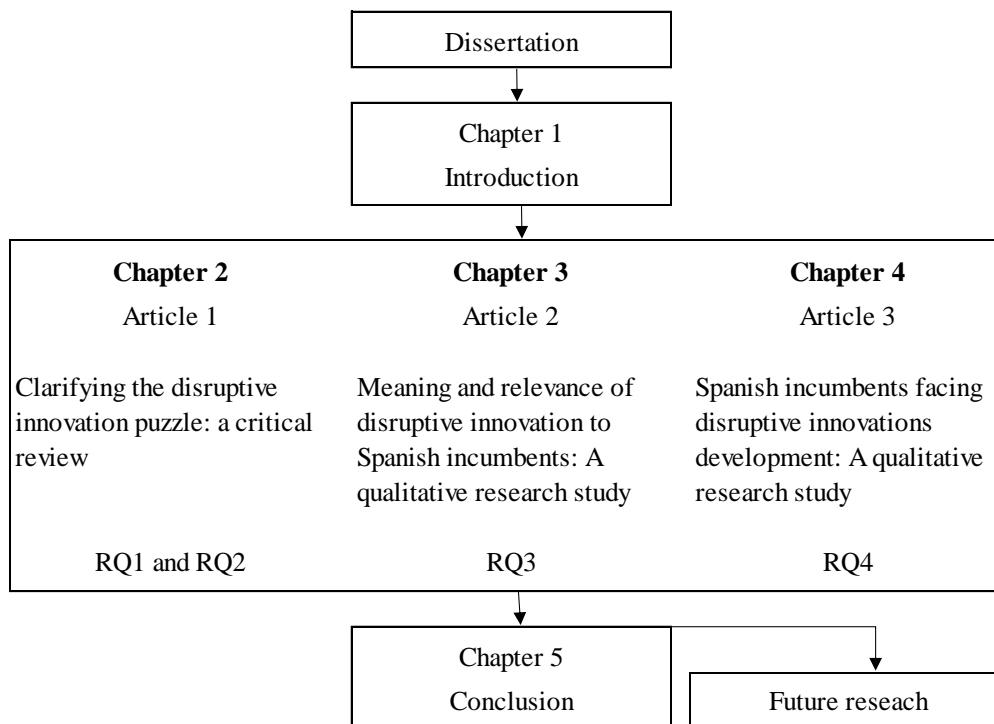 Dissertation
Chapter 1
Introduction
Chapter 2
Article 1
Clarifying the disruptive
innovation puzzle: a critical
review
RQ1 and RQ2
Chapter 3
Article 2
Meaning and relevance of
disruptive innovation to
Spanish incumbents: A
qualitative research study
RQ3
Chapter 4
Article 3
Spanish incumbents facing
disruptive innovations
development: A qualitative
research study
RQ4
Chapter 5
Conclusion
Future reseach